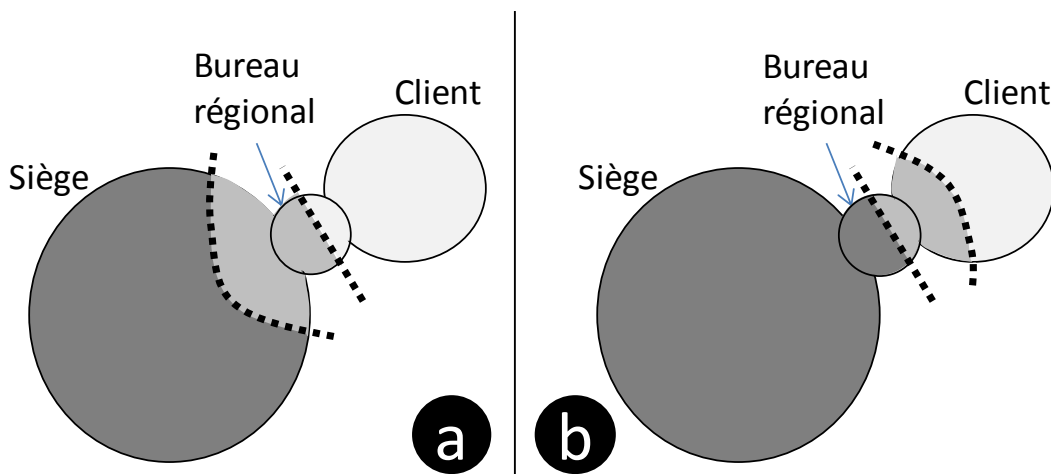 Bureau
régional
Client
Siège
a
Bureau
régional
Client
Siège
b